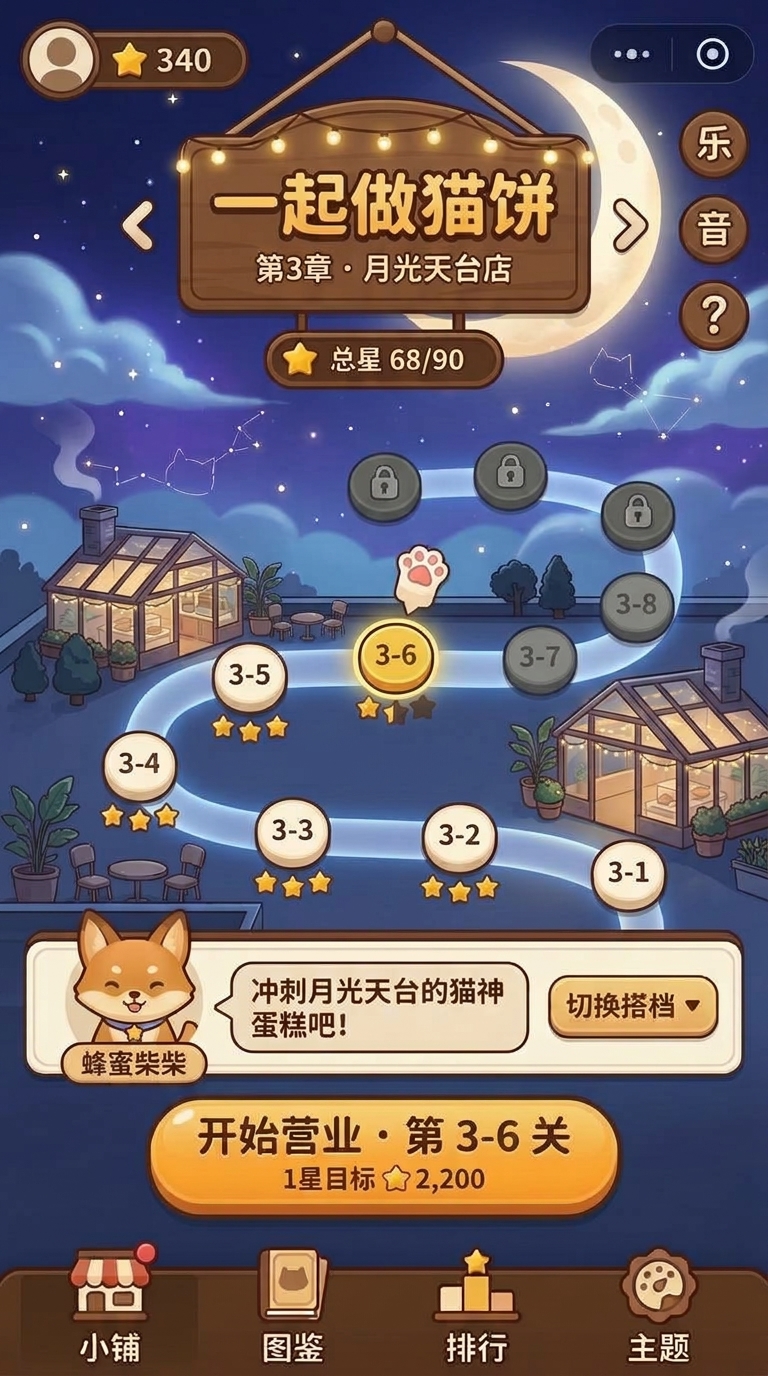 340
乐
一起做猫饼
音
第3章·月光天台店
?
总星 68/90
3-8
3-6
3-7
3-5
3-4
3-3
3-2
3-1
冲刺月光天台的猫神
蛋糕吧!
切换搭档
蜂蜜柴柴
开始营业·第 3-6 关
1星目标 2,200
小铺
图鉴
排行
主题